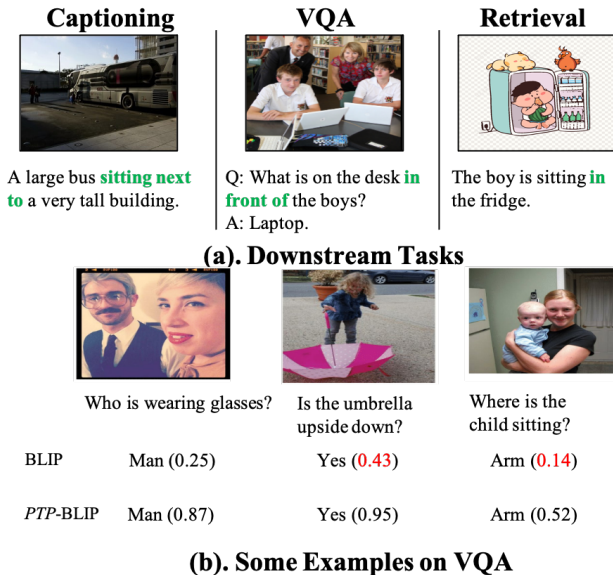 Captioning
VQA
Retrieval
A large bus sitting next
to a very tall building.
Q: What is on the desk in
front of the boys?
A: Laptop.
The boy is sitting in
the fridge.
(a). Downstream Tasks
Who is wearing glasses?
Is the umbrella
upside down?
Where is the
child sitting?
BLIP
Man (0.25)
Yes (0.43)
Arm (0.14)
PTP-BLIP
Man (0.87)
Yes (0.95)
Arm (0.52)
(b). Some Examples on VQA